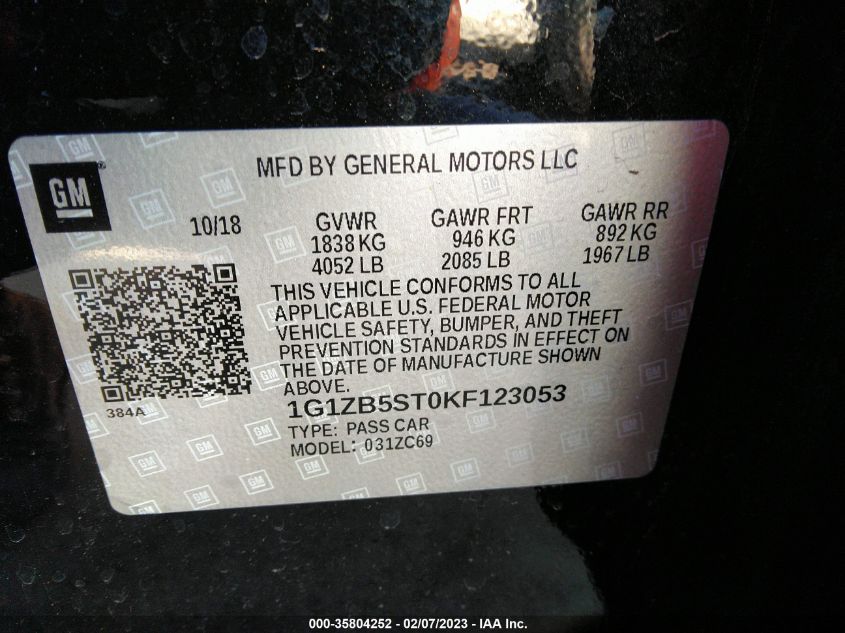 GM
MFD BY GENERAL MOTORS LLC
10/18
GVWR
1838 KG
4052 LB
GAWR FRT
946 KG
2085 LB
GAWR RR
892 KG
1967 LB
THIS VEHICLE CONFORMS TO ALL
APPLICABLE U.S. FEDERAL MOTOR
VEHICLE SAFETY, BUMPER, AND THEFT
PREVENTION STANDARDS IN EFFECT ON
THE DATE OF MANUFACTURE SHOWN
ABOVE.
384A
1G1ZB5ST0KF123053
TYPE: PASS CAR
MODEL: 031ZC69
000-35804252 - 02/07/2023 - IAA Inc.